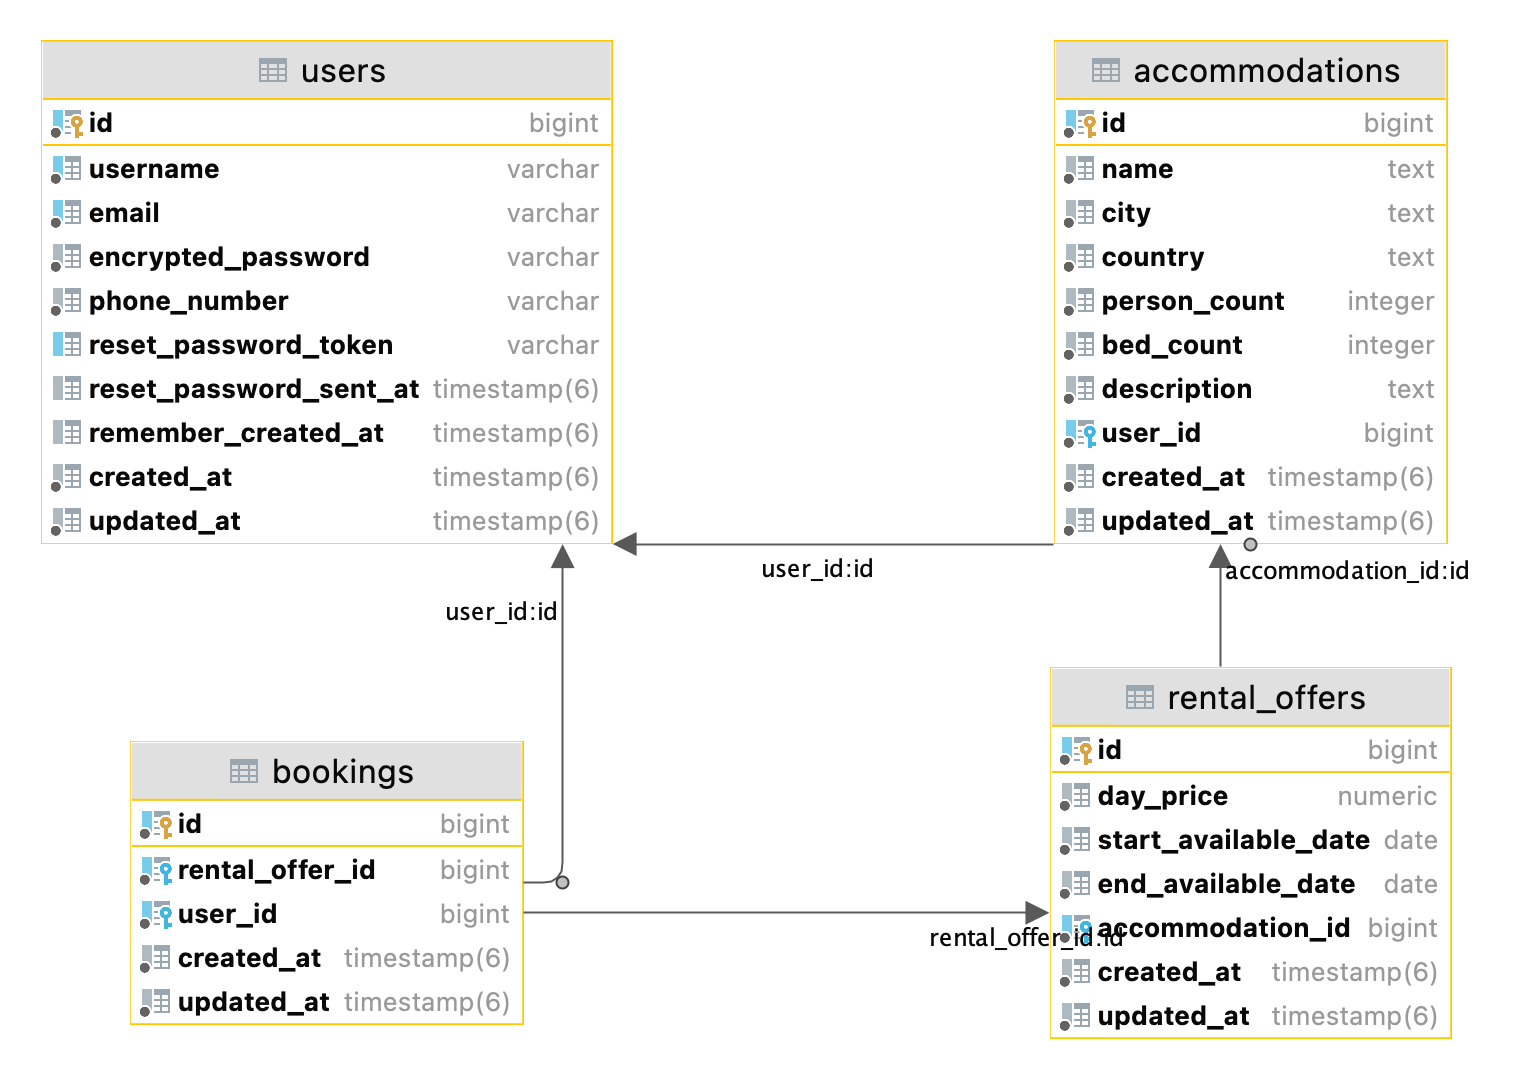 users
id bigint
username varchar
email varchar
encrypted_password varchar
phone_number varchar
reset_password_token varchar
reset_password_sent_at timestamp(6)
remember_created_at timestamp(6)
created_at timestamp(6)
updated_at timestamp(6)
accommodations
id bigint
name text
city text
country text
person_count integer
bed_count integer
description text
user_id bigint
created_at timestamp(6)
updated_at timestamp(6)
user_id:id
accommodation_id:id
user_id:id
bookings
id bigint
rental_offer_id bigint
user_id bigint
created_at timestamp(6)
updated_at timestamp(6)
rental_offer_id:id
rental_offers
id bigint
day_price numeric
start_available_date date
end_available_date date
accommodation_id bigint
created_at timestamp(6)
updated_at timestamp(6)